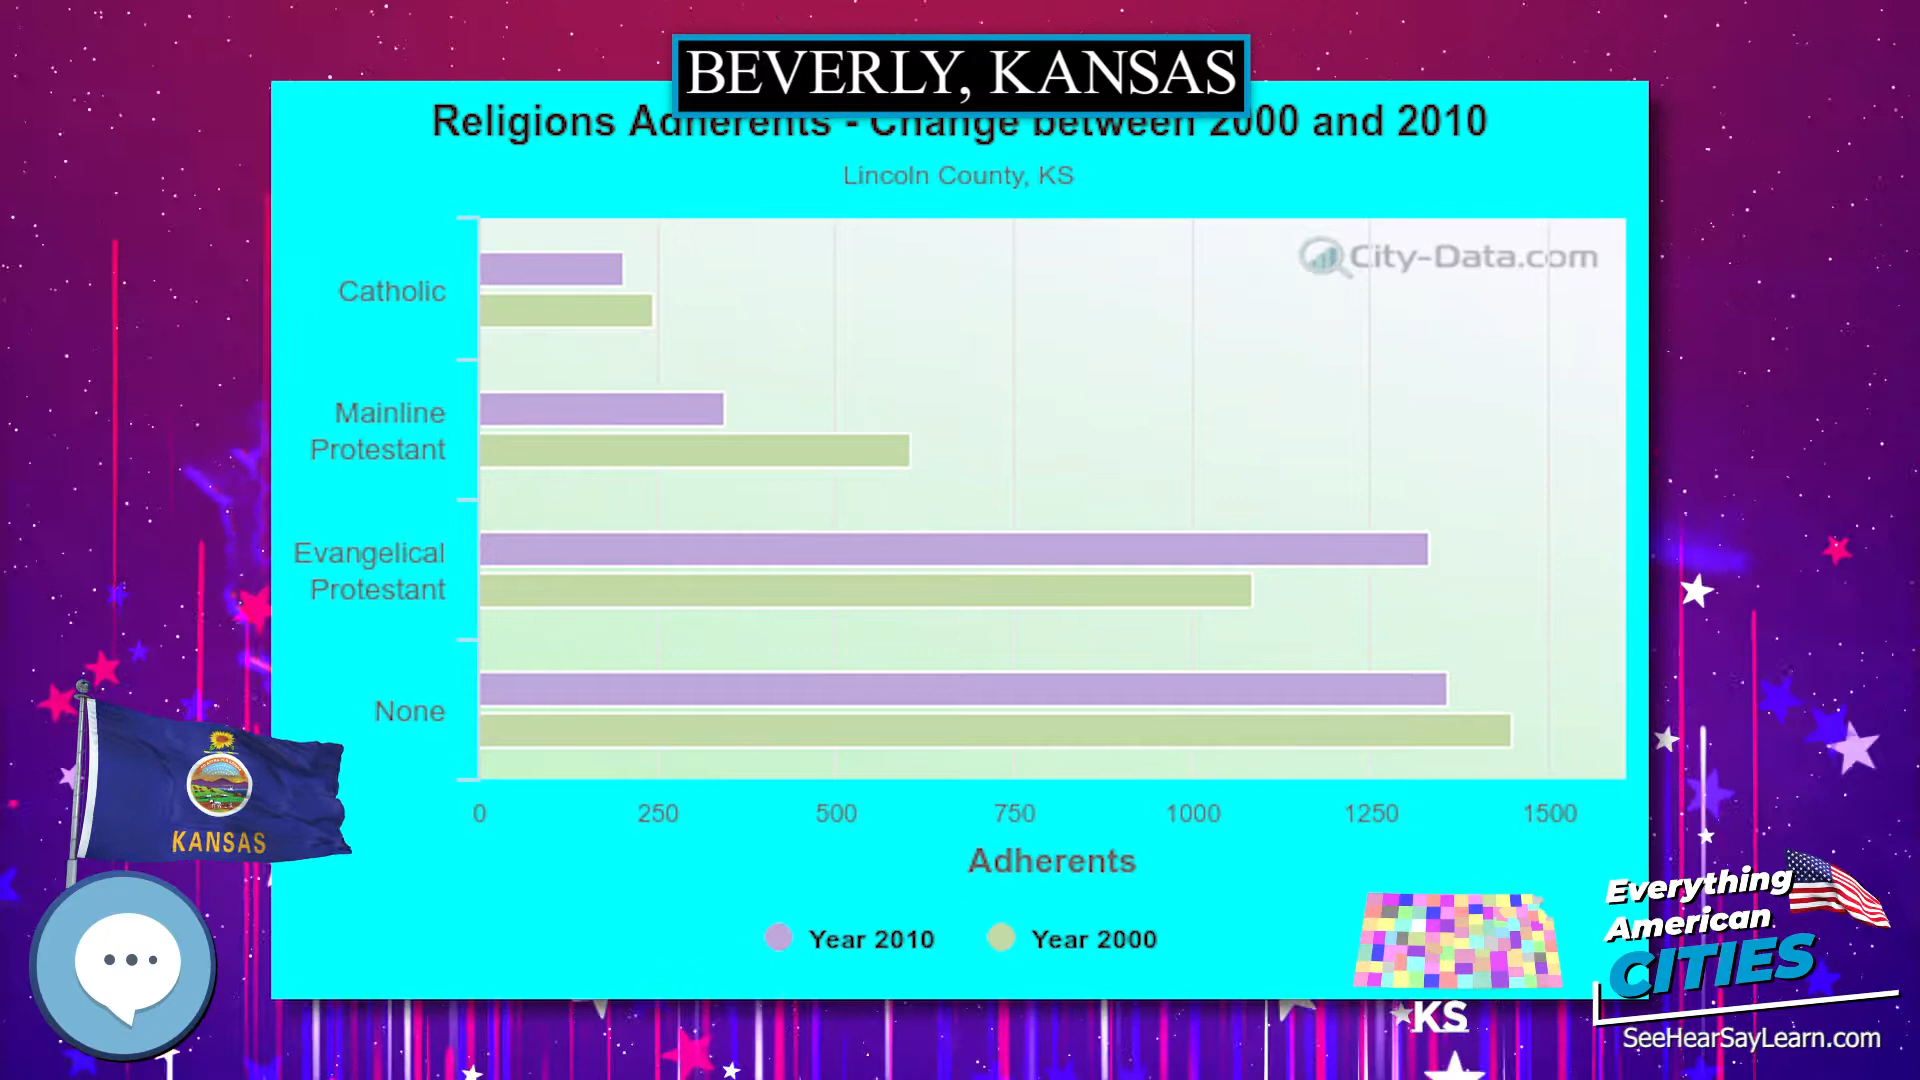 BEVERLY, KANSAS
Religions Adherents - Change between 2000 and 2010
Lincoln County, KS
City-Data.com
Catholic
Mainline
Protestant
Evangelical
Protestant
None
0 250 500 750 1000 1250 1500
Adherents
Year 2010 Year 2000
KANSAS
KS
Everything
American
CITIES
SeeHearSayLearn.com